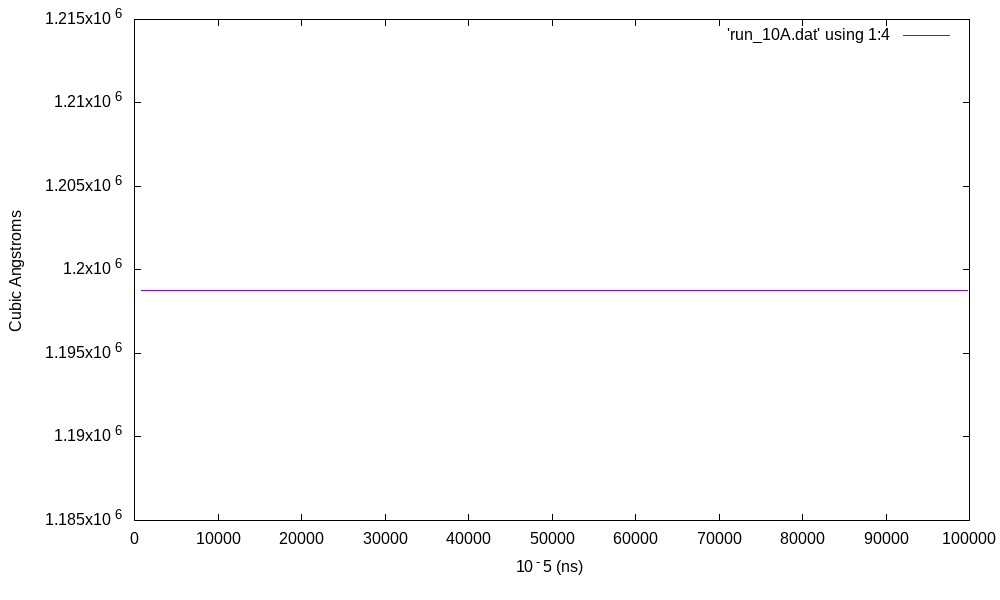 1.215x10 6
'run_10A.dat' using 1:4
1.21x10 6
1.205x10 6
1.2x10 6
1.195x10 6
1.19x10 6
1.185x10 6
Cubic Angstroms
0 10000 20000 30000 40000 50000 60000 70000 80000 90000 100000
10 - 5 (ns)